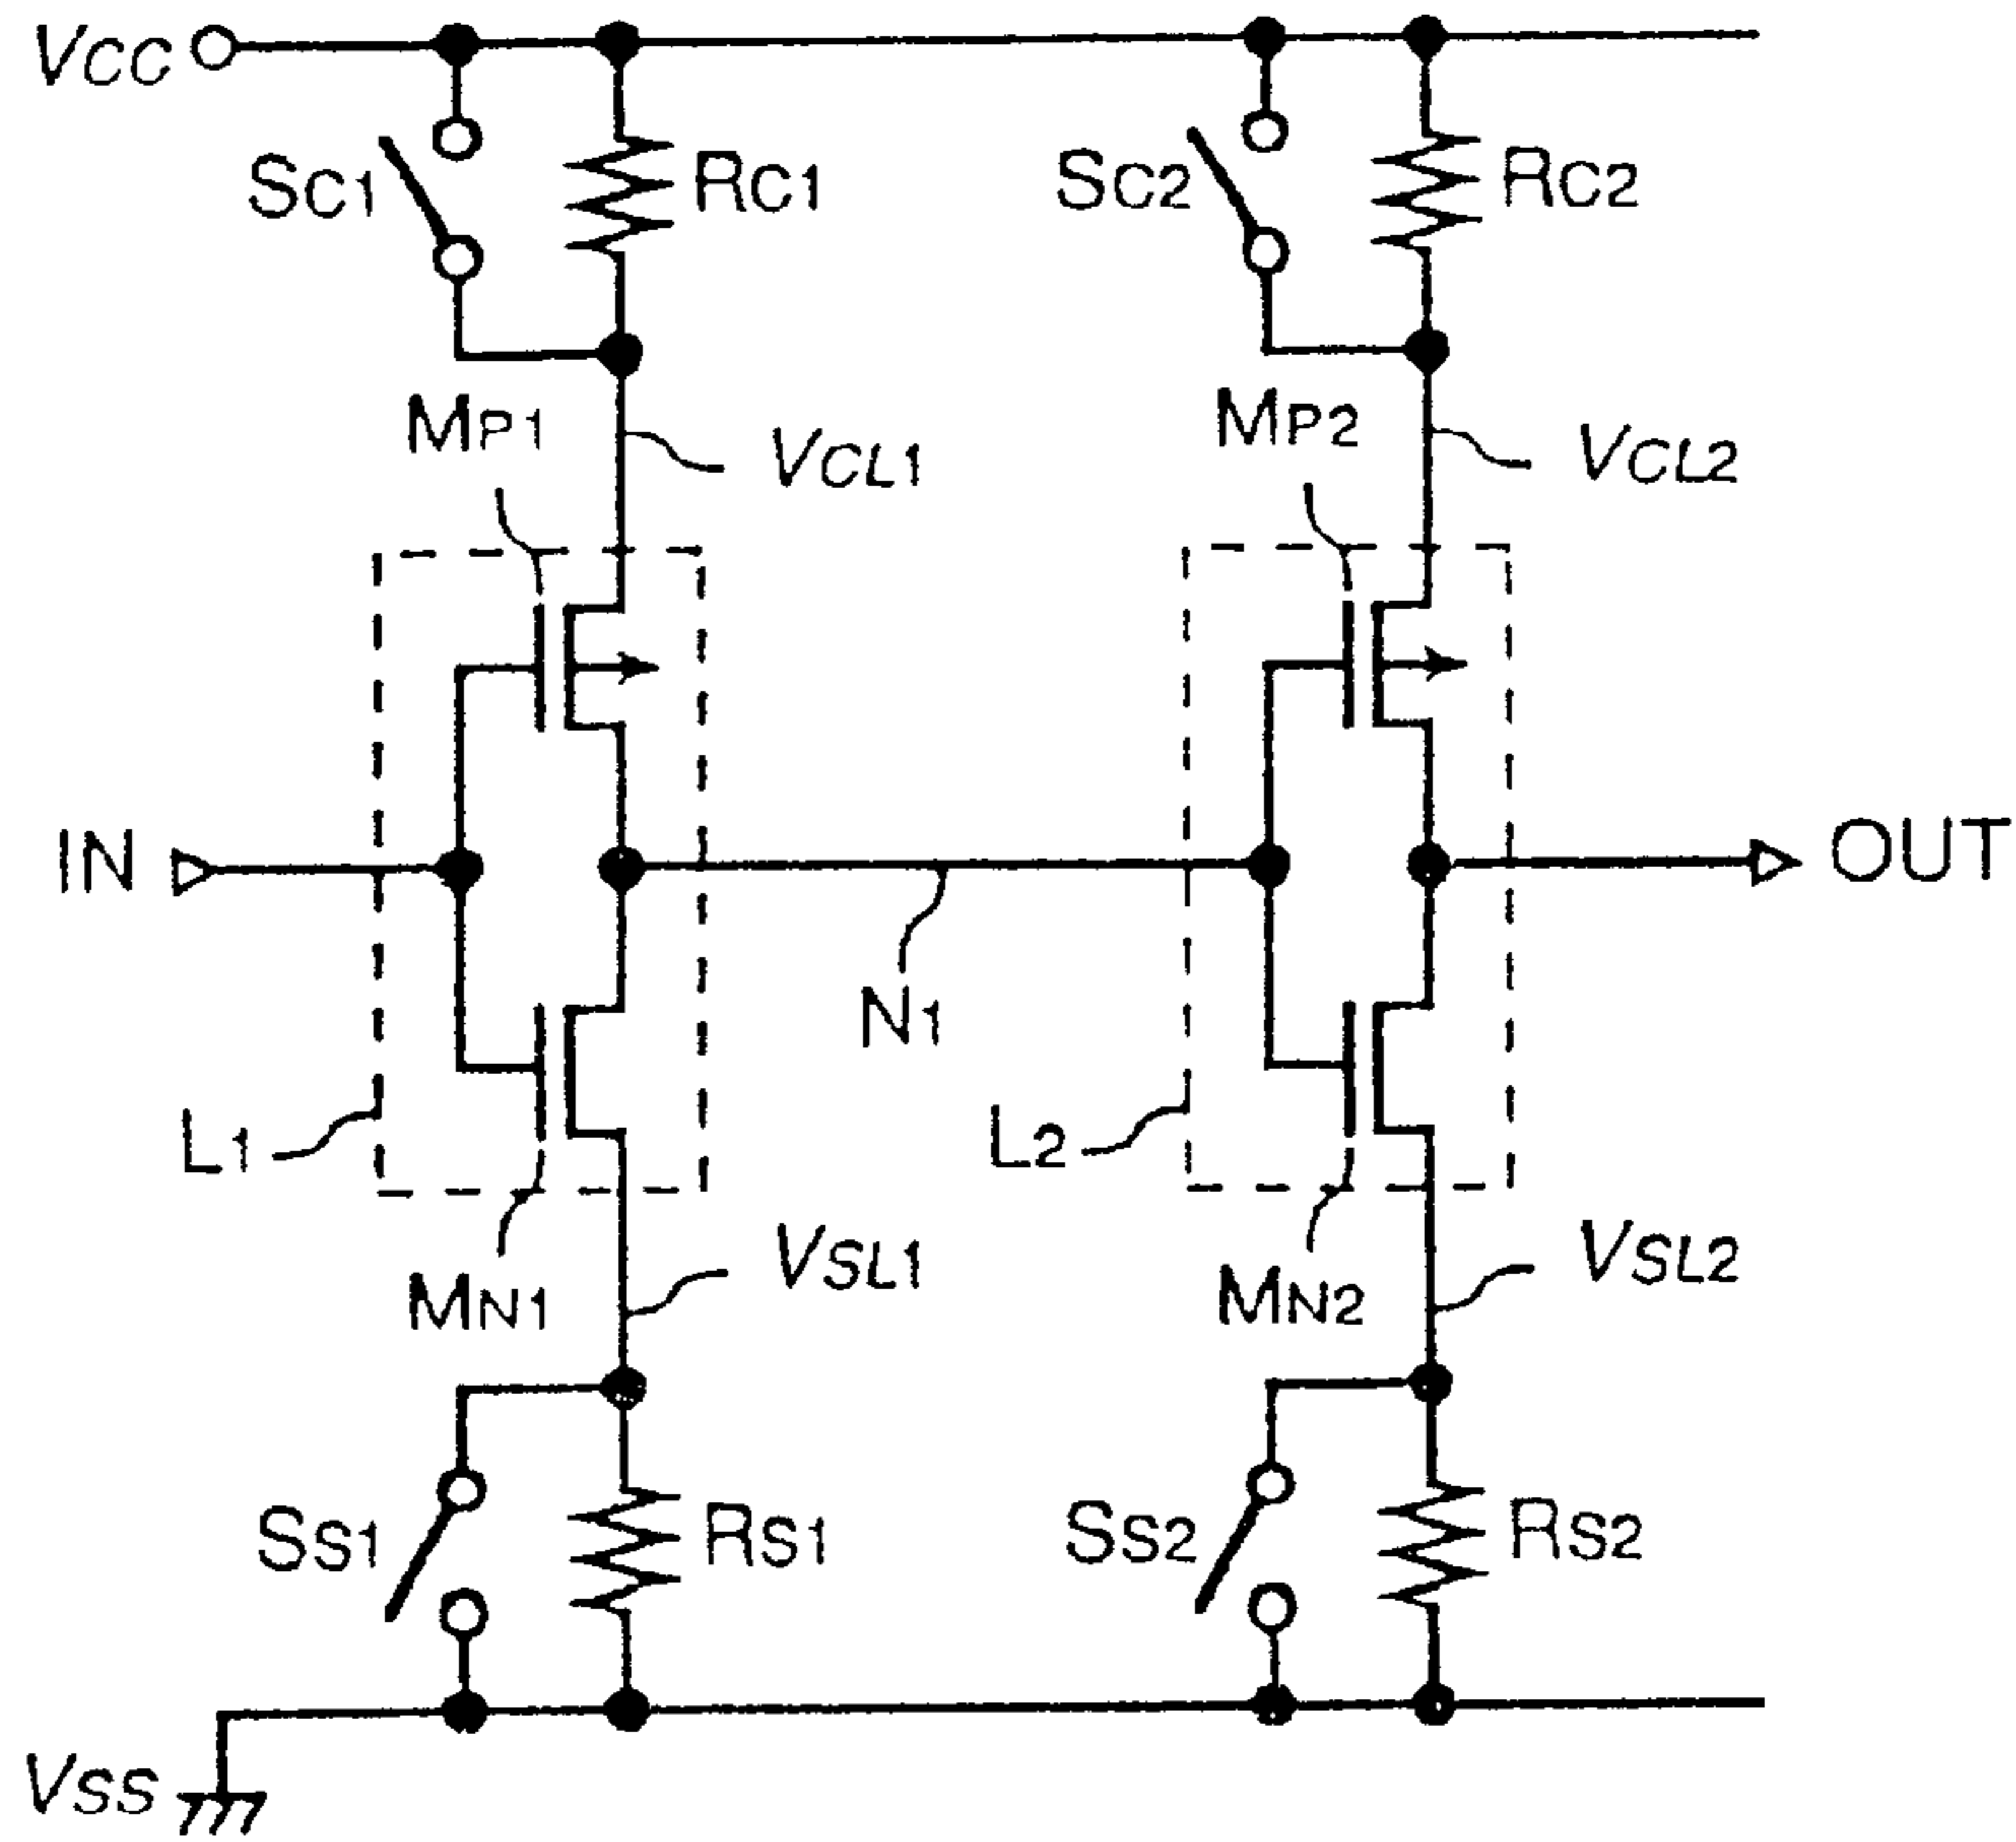 VCC
SC1 RC1 SC2 RC2
MP1 VCL1 MP2 VCL2
IN OUT
N1
L1 L2
MN1 VSL1 MN2 VSL2
SS1 RS1 SS2 RS2
VSS